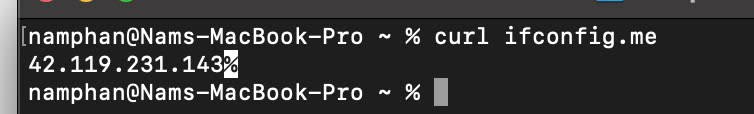 [namphan@Nams-MacBook-Pro ~ % curl ifconfig.me
42.119.231.143%
namphan@Nams-MacBook-Pro ~ %